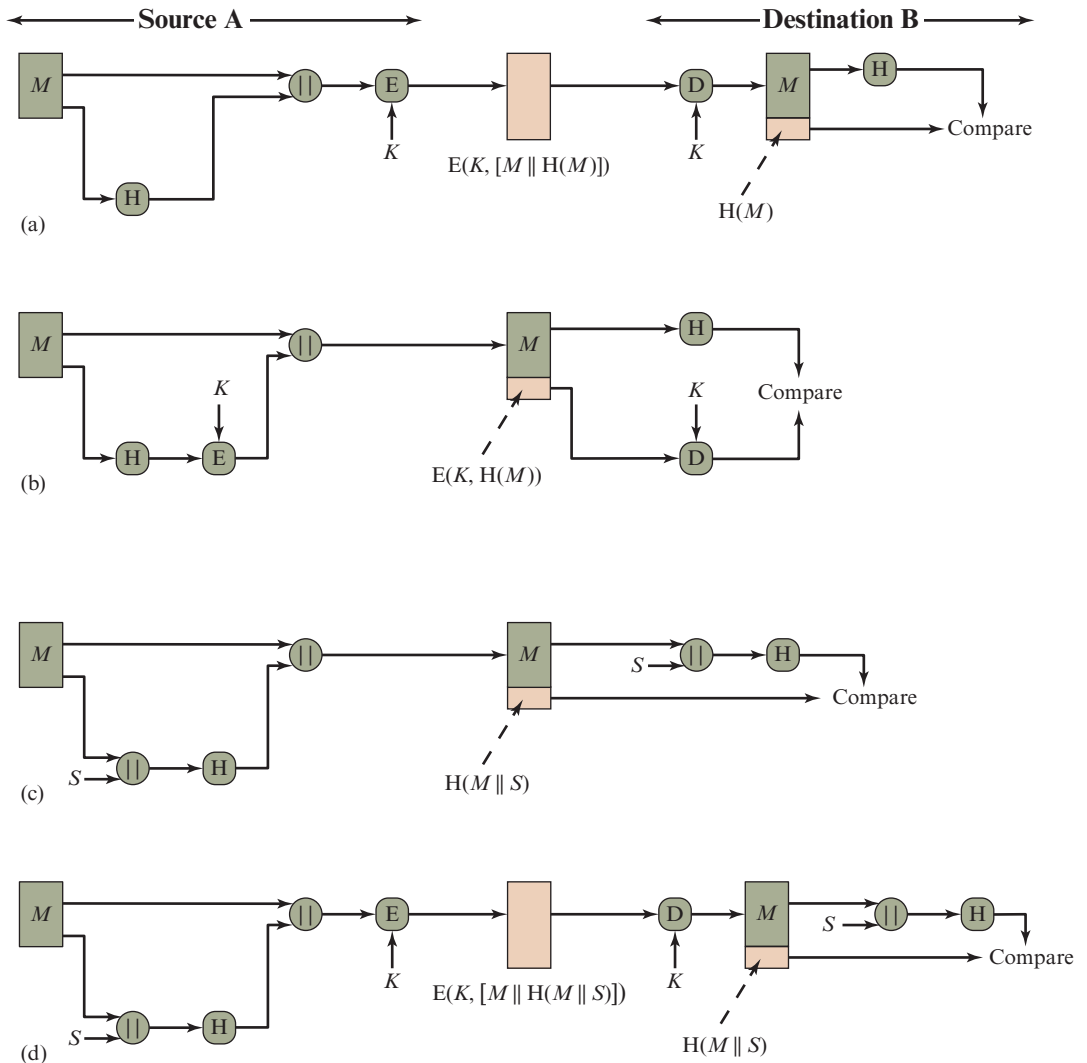 Source A Destination B
M || E D M H
K K Compare
E(K, [M || H(M)])
H
H(M)
(a)
M || M H
K K Compare
H E D
E(K, H(M))
(b)
M || M || H
S
Compare
S || H
H(M || S)
(c)
M || E D M || H
S
K K Compare
E(K, [M || H(M || S)])
S || H
H(M || S)
(d)